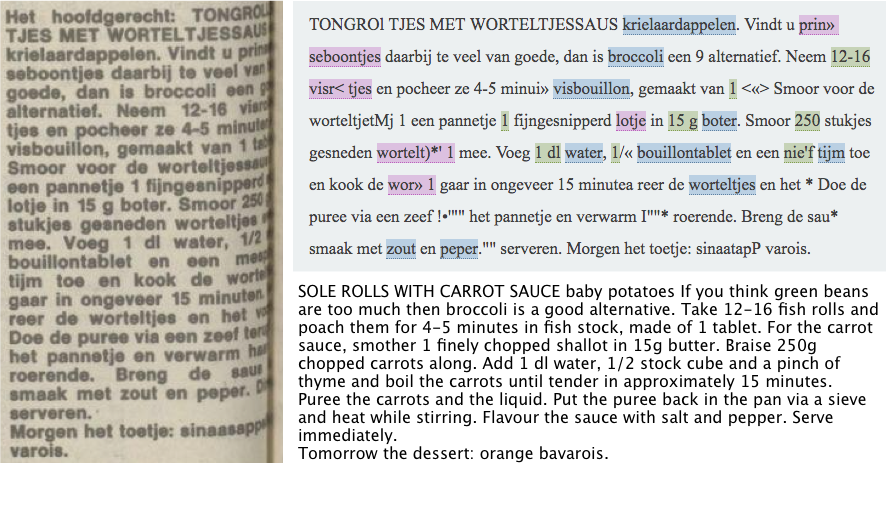 Het hoofdgerecht: TONGROL
TJES MET WORTELTJESSAUS
krielaardappelen. Vindt u prin
seboontjes daarbij te veel van
goede, dan is broccoli een g
alternatief. Neem 12-16 visro
tjes en pocheer ze 4-5 minute
visbouillon, gemaakt van 1 tab
Smoor voor de worteltjessaus
een pannetje 1 fijngesnipperd
lotje in 15 g boter. Smoor 250
stukjes gesneden worteltjes
mee. Voeg 1 dl water, 1/2
bouillontablet en een mesp
tijm toe en kook de worte
gaar in ongeveer 15 minuten.
reer de worteltjes en het v
Doe de puree via een zeef teru
het pannetje en verwarm
roerende. Breng de saus
smaak met zout en peper. Di
serveren.
Morgen het toetje: sinaasappe
varois.
TONGROl TJES MET WORTELTJESSAUS krielaardappelen. Vindt u prin»
seboontjes daarbij te veel van goede, dan is broccoli een 9 alternatief. Neem 12-16
visr< tjes en pocheer ze 4-5 minui» visbouillon, gemaakt van 1 <«> Smoor voor de
worteltjetMj 1 een pannetje 1 fijngesnipperd lotje in 15 g boter. Smoor 250 stukjes
gesneden wortelt)*' 1 mee. Voeg 1 dl water, 1/« bouillontablet en een nie'f tijm toe
en kook de wor» 1 gaar in ongeveer 15 minutea reer de worteltjes en het * Doe de
puree via een zeef !•'""" het pannetje en verwarm I""* roerende. Breng de sau*
smaak met zout en peper."" serveren. Morgen het toetje: sinaatapP varois.
SOLE ROLLS WITH CARROT SAUCE baby potatoes If you think green beans
are too much then broccoli is a good alternative. Take 12-16 fish rolls and
poach them for 4-5 minutes in fish stock, made of 1 tablet. For the carrot
sauce, smother 1 finely chopped shallot in 15g butter. Braise 250g
chopped carrots along. Add 1 dl water, 1/2 stock cube and a pinch of
thyme and boil the carrots until tender in approximately 15 minutes.
Puree the carrots and the liquid. Put the puree back in the pan via a sieve
and heat while stirring. Flavour the sauce with salt and pepper. Serve
immediately.
Tomorrow the dessert: orange bavarois.